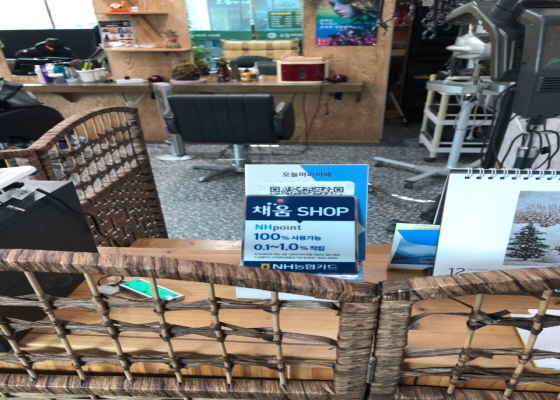 오늘머리어때
채움 SHOP
NHpoint
100% 사용가능
0.1~1.0% 적립
NH농협카드
12